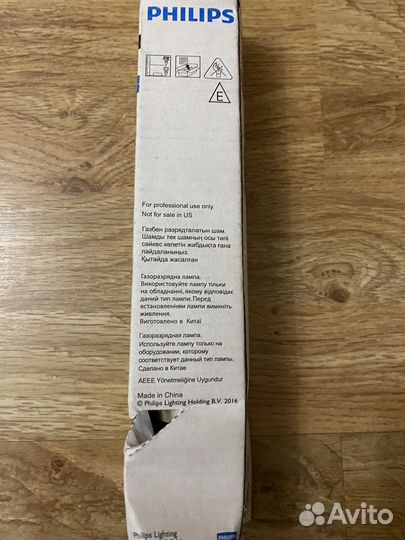 PHILIPS
E
For professional use only
Not for sale in US
Газбен разрядталатын шам.
Шамды тек шамның осы типі
сәйкес келетін жабдықта ғана
пайдаланыңыз.
Қытайда жасалған
Газоразрядна лампа.
Використовуйте лампу тільки
на обладнанні, якому відповідає
даний тип лампи. Перед
встановленням лампи вимкніть
живлення.
Виготовлено в Китаї
Газоразрядная лампа.
Используйте лампу только на
оборудовании, которому
соответствует данный тип лампы.
Сделано в Китае
AEEE Yönetmeliğine Uygundur
Made in China
© Philips Lighting Holding B.V. 2016
Philips Lighting
PHILIPS
Avito